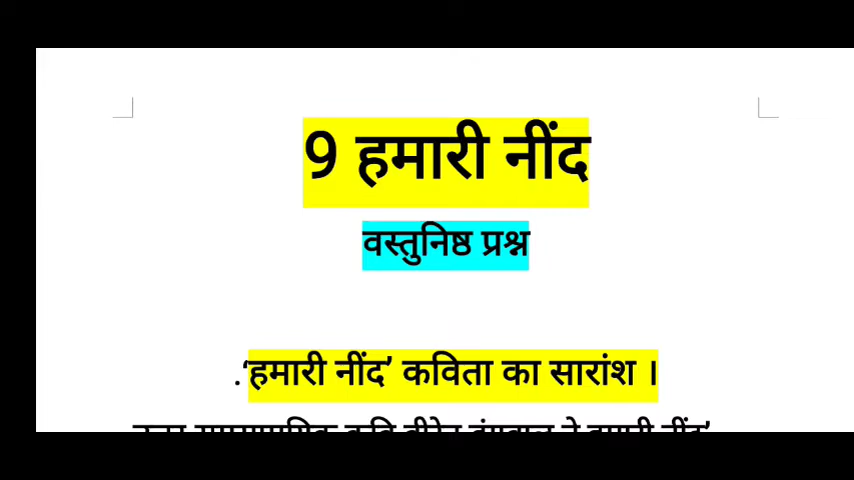 9 हमारी नींद
वस्तुनिष्ठ प्रश्न
.‘हमारी नींद’ कविता का सारांश ।